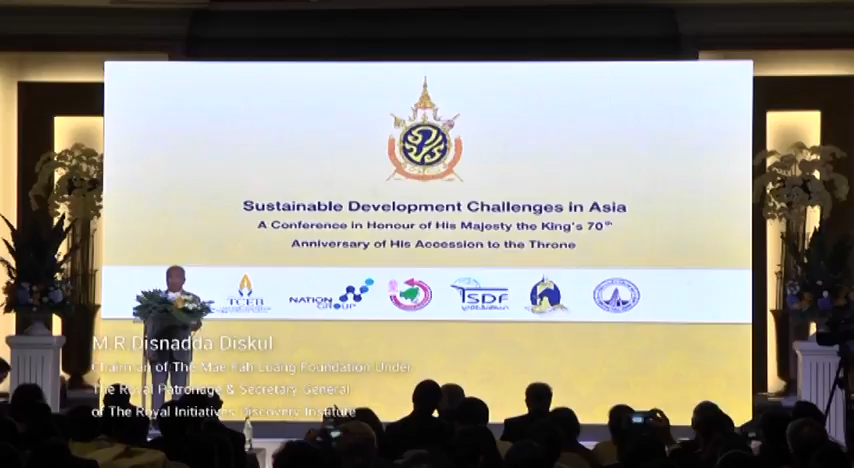 Sustainable Development Challenges in Asia
A Conference in Honour of His Majesty the King's 70th
Anniversary of His Accession to the Throne
TCEB
NATION GROUP
TSDF
M.R Disnadda Diskul
Chairman of The Mae Fah Luang Foundation Under
The Royal Patronage & Secretary General
of The Royal Initiatives Discovery Institute